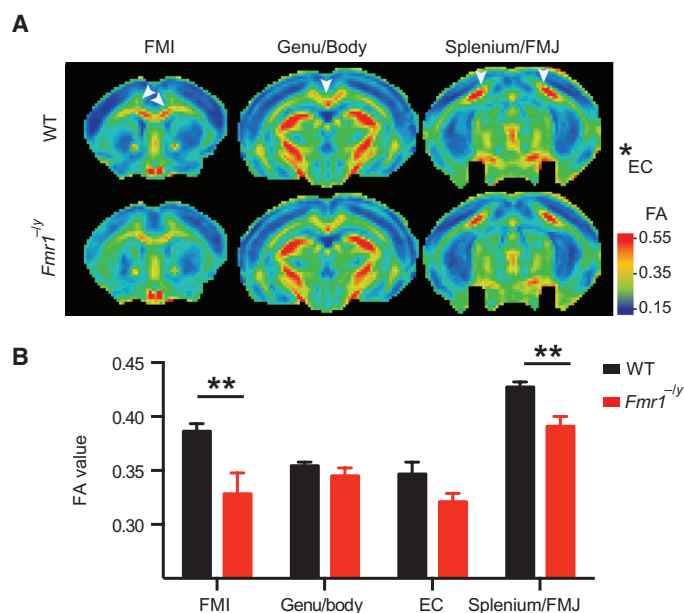 A
FMI
Genu/Body
Splenium/FMJ
WT
Fmr1⁻/ʸ
*
EC
FA
0.55
0.35
0.15
B
**
**
WT
Fmr1⁻/ʸ
FA value
0.45
0.40
0.35
0.30
FMI
Genu/body
EC
Splenium/FMJ